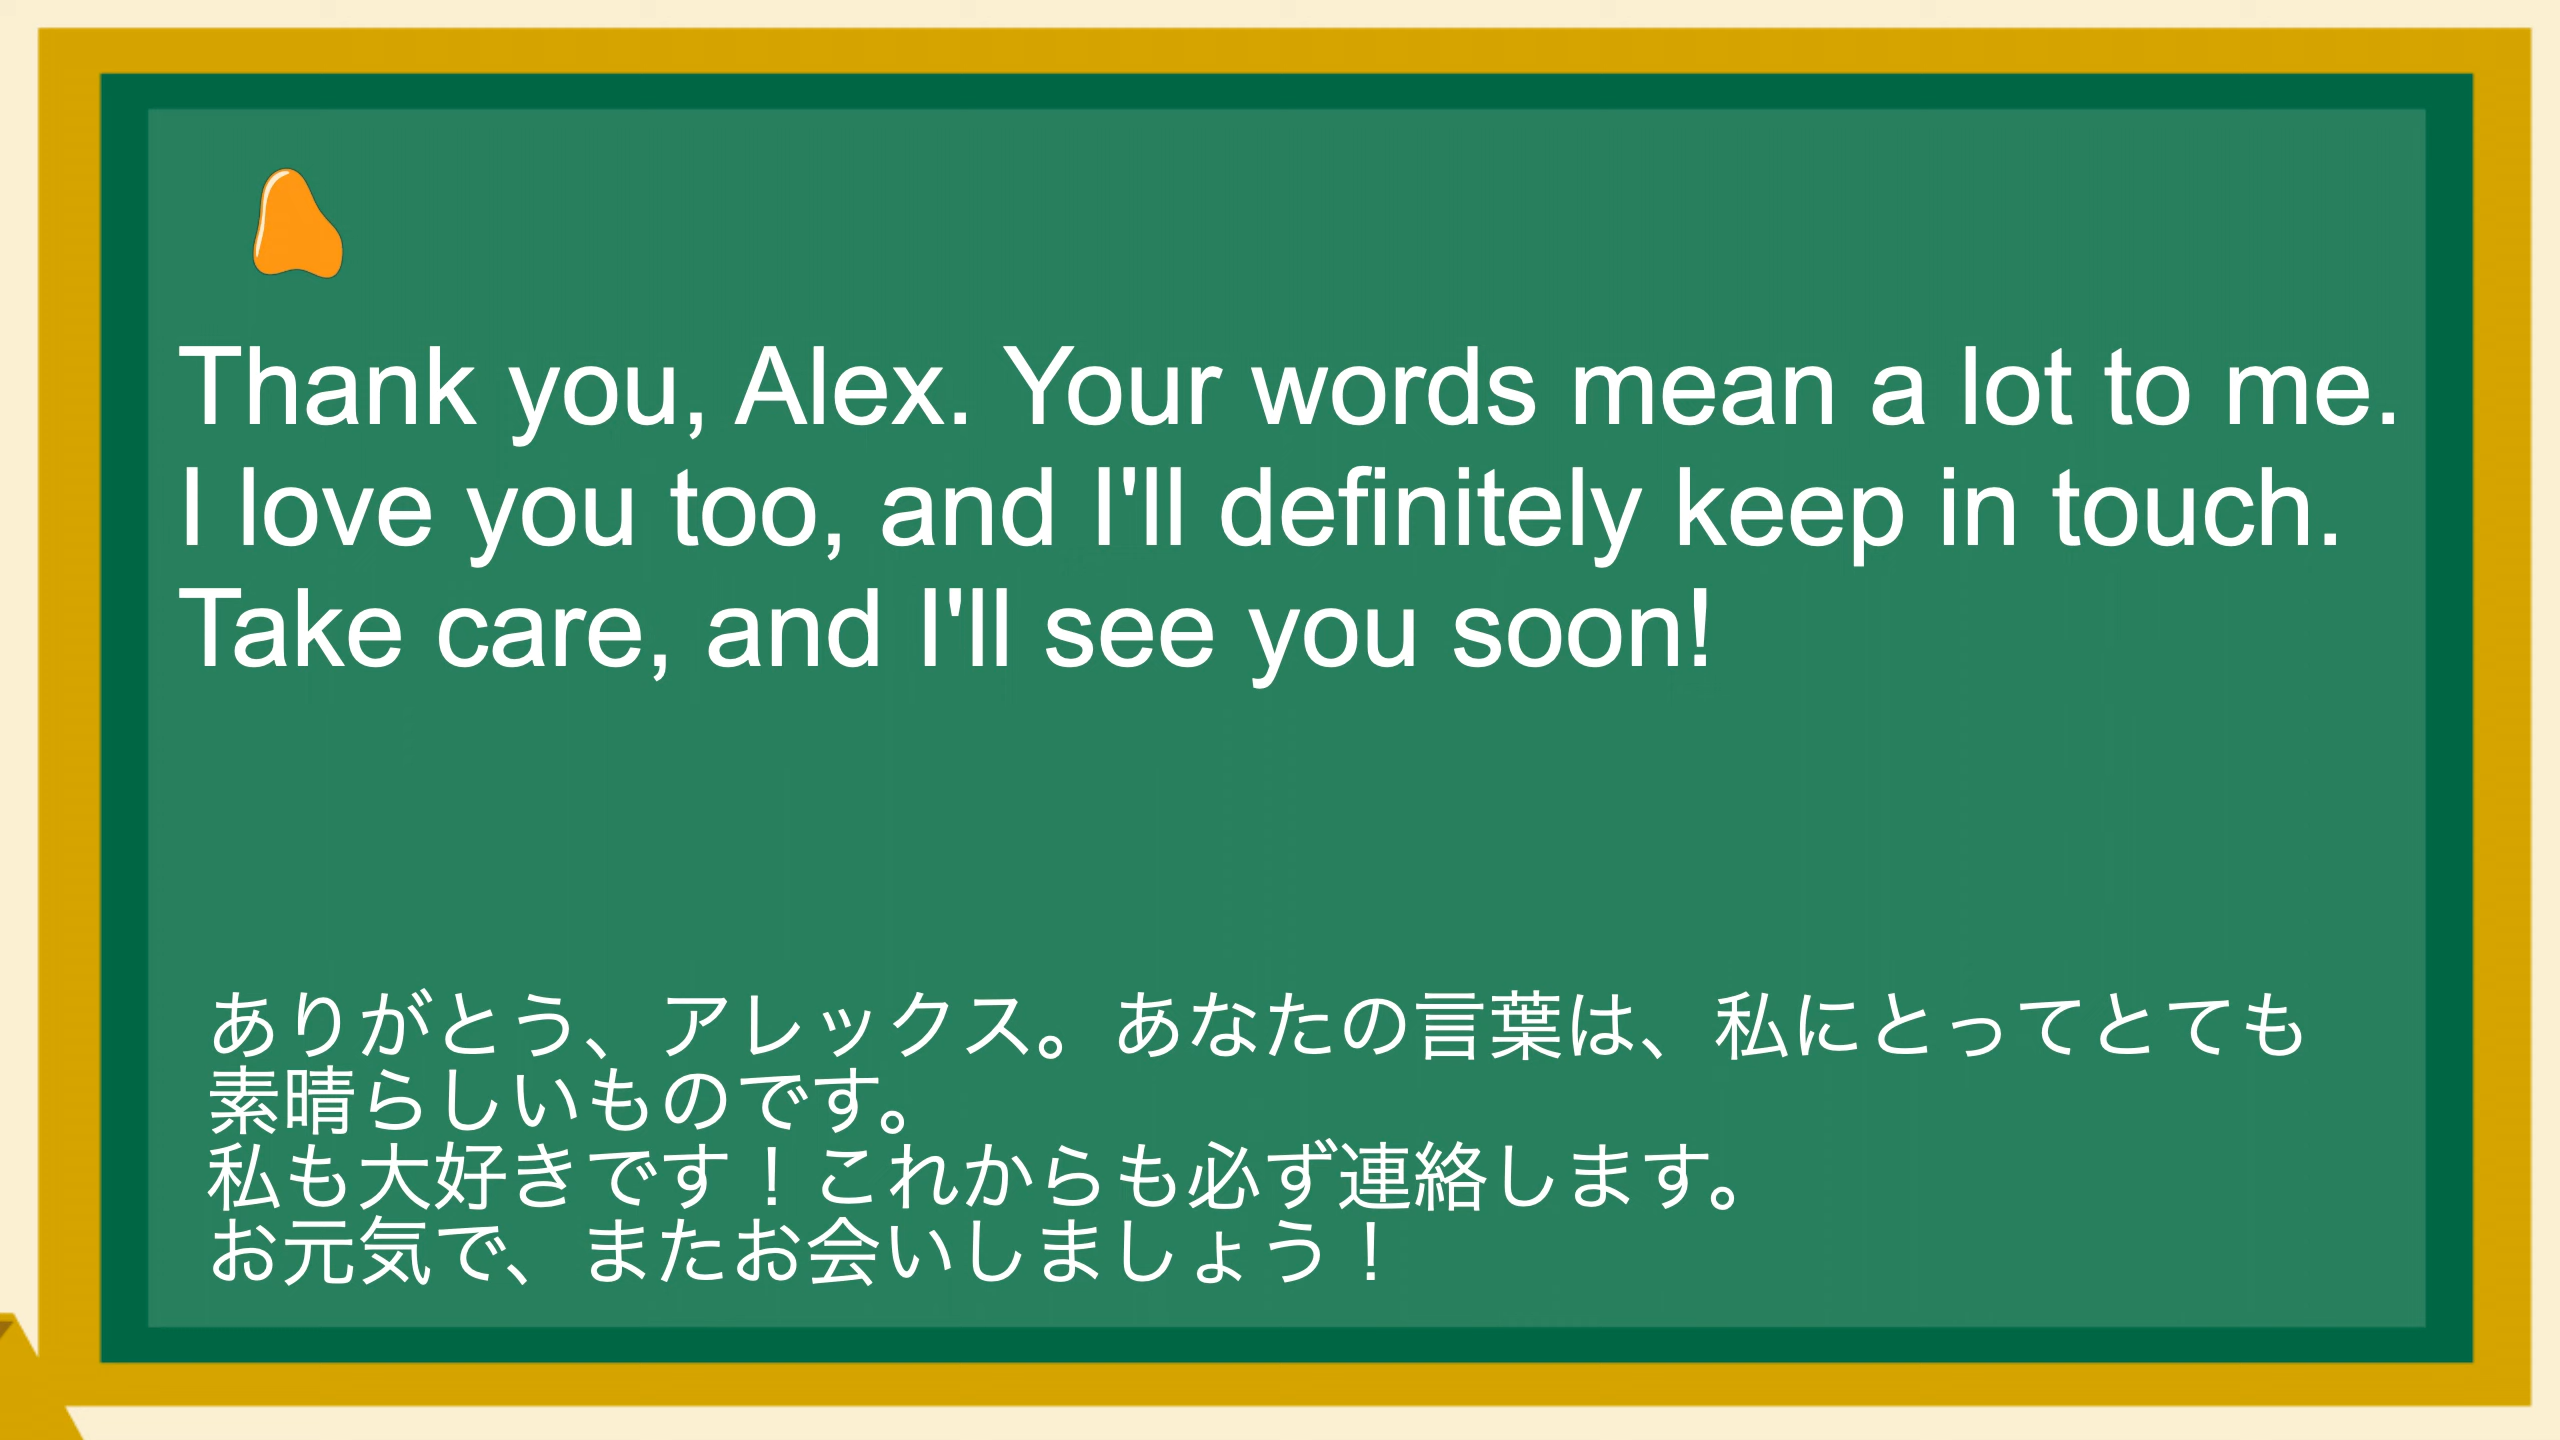 Thank you, Alex. Your words mean a lot to me.
I love you too, and I'll definitely keep in touch.
Take care, and I'll see you soon!
ありがとう、アレックス。あなたの言葉は、私にとってとても
素晴らしいものです。
私も大好きです！これからも必ず連絡します。
お元気で、またお会いしましょう！